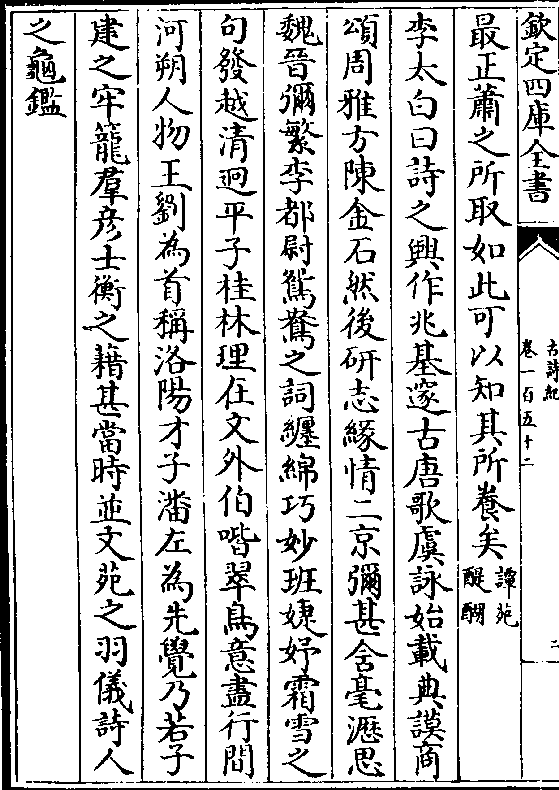 欽定四庫全書
古詩紀
卷一百五十二
二
最正蕭之所取如此可以知其所養矣譚苑醍醐
李太白曰詩之興作兆基邃古唐歌虞詠始載典謨商
頌周雅方陳金石然後研志緣情二京彌甚含毫瀝思
魏晉彌繁李都尉鴛鴦之詞纏綿巧妙班婕妤霜雪之
句發越清迥平子桂林理在文外伯喈翠鳥意盡行間
河朔人物王劉為首稱洛陽才子潘左為先覺乃若子
建之牢籠羣彦士衡之藉甚當時並文苑之羽儀詩人
之龜鑑